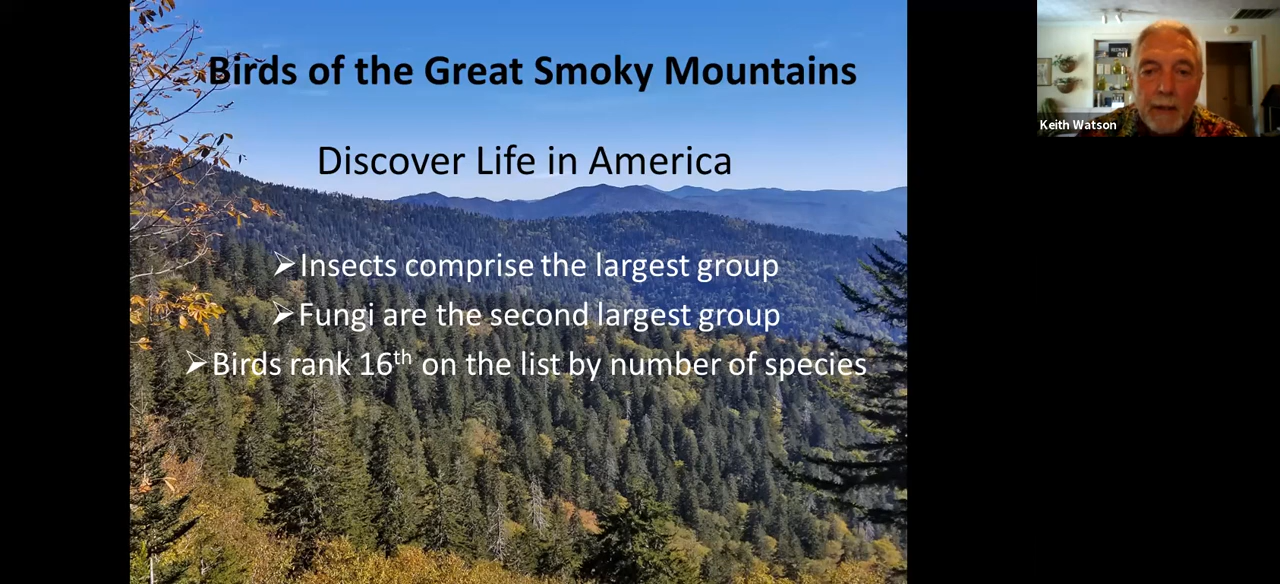 Birds of the Great Smoky Mountains
Discover Life in America
➢Insects comprise the largest group
➢Fungi are the second largest group
➢Birds rank 16th on the list by number of species
Keith Watson